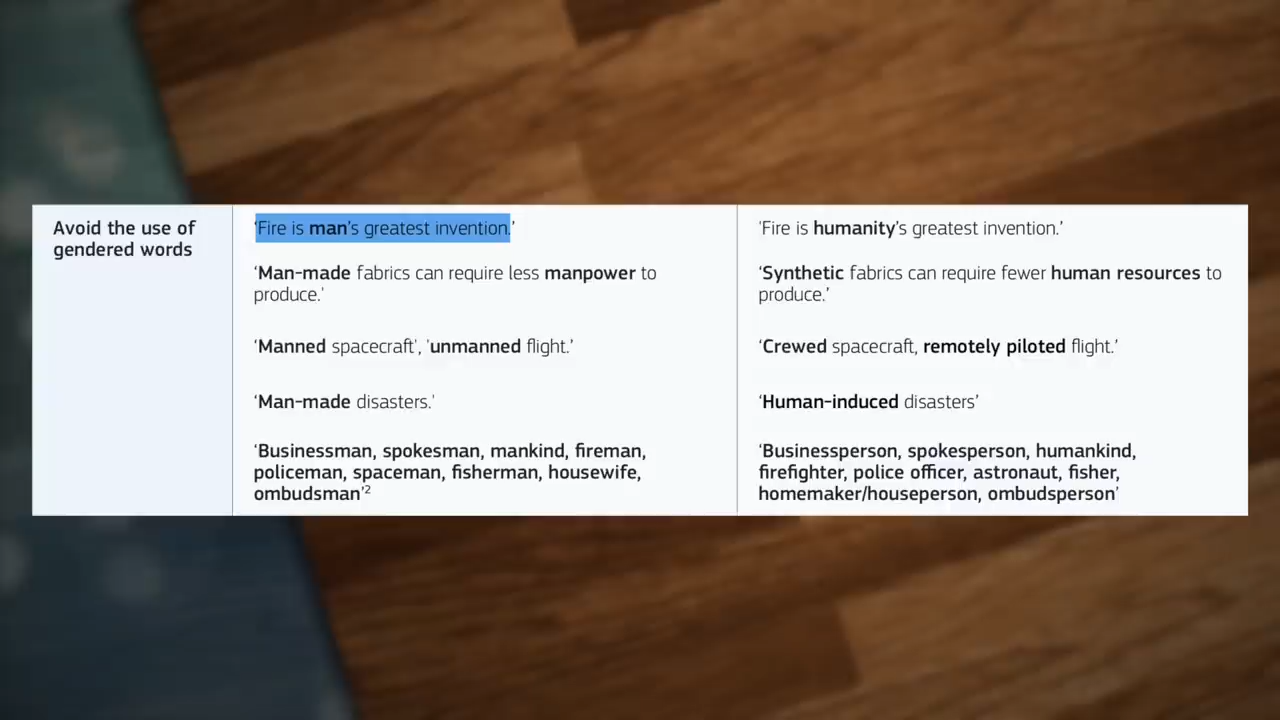 Avoid the use of
gendered words
‘Fire is man’s greatest invention.’
‘Man-made fabrics can require less manpower to
produce.'
‘Manned spacecraft', 'unmanned flight.’
‘Man-made disasters.'
‘Businessman, spokesman, mankind, fireman,
policeman, spaceman, fisherman, housewife,
ombudsman’2
'Fire is humanity’s greatest invention.’
‘Synthetic fabrics can require fewer human resources to
produce.’
‘Crewed spacecraft, remotely piloted flight.’
‘Human-induced disasters’
‘Businessperson, spokesperson, humankind,
firefighter, police officer, astronaut, fisher,
homemaker/houseperson, ombudsperson’